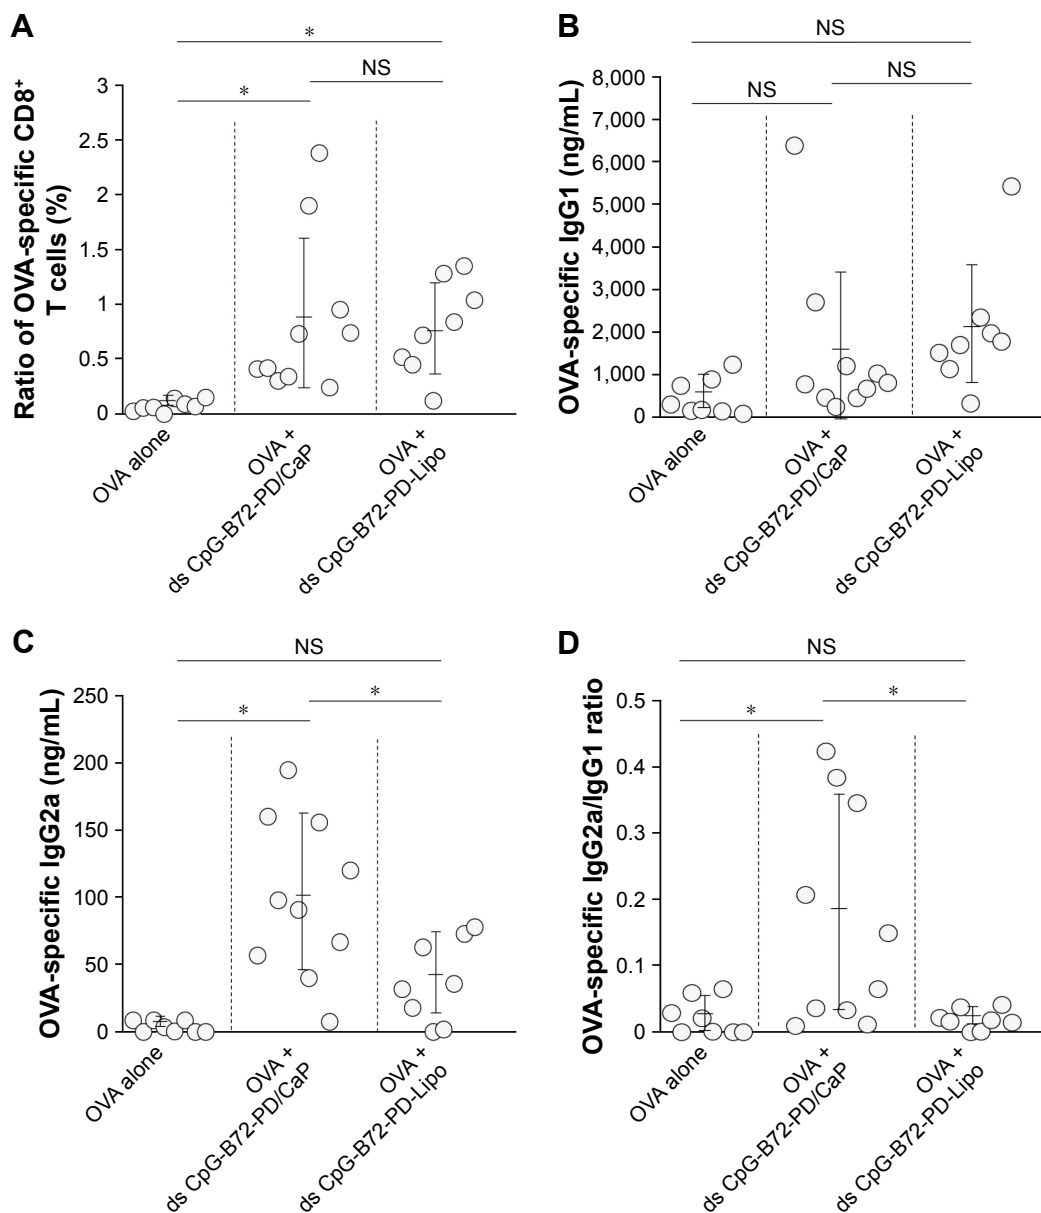 A
*
NS
*
Ratio of OVA-specific CD8⁺
T cells (%)
3
2.5
2
1.5
1
0.5
0
OVA alone
OVA +
ds CpG-B72-PD/CaP
OVA +
ds CpG-B72-PD-Lipo
B
NS
NS
NS
OVA-specific IgG1 (ng/mL)
8,000
7,000
6,000
5,000
4,000
3,000
2,000
1,000
0
OVA alone
OVA +
ds CpG-B72-PD/CaP
OVA +
ds CpG-B72-PD-Lipo
C
NS
*
*
OVA-specific IgG2a (ng/mL)
250
200
150
100
50
0
OVA alone
OVA +
ds CpG-B72-PD/CaP
OVA +
ds CpG-B72-PD-Lipo
D
NS
*
*
OVA-specific IgG2a/IgG1 ratio
0.5
0.4
0.3
0.2
0.1
0
OVA alone
OVA +
ds CpG-B72-PD/CaP
OVA +
ds CpG-B72-PD-Lipo